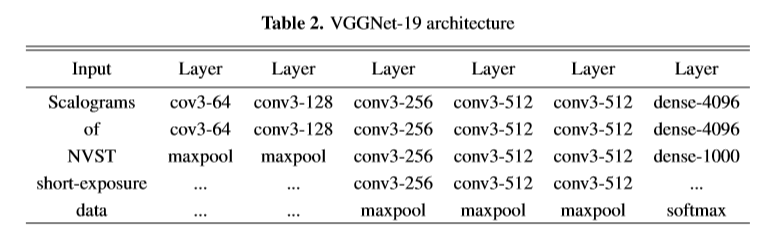 Table 2. VGGNet-19 architecture
Input Layer Layer Layer Layer Layer Layer
Scalograms cov3-64 conv3-128 conv3-256 conv3-512 conv3-512 dense-4096
of cov3-64 conv3-128 conv3-256 conv3-512 conv3-512 dense-4096
NVST maxpool maxpool conv3-256 conv3-512 conv3-512 dense-1000
short-exposure ... ... conv3-256 conv3-512 conv3-512 ...
data ... ... maxpool maxpool maxpool softmax